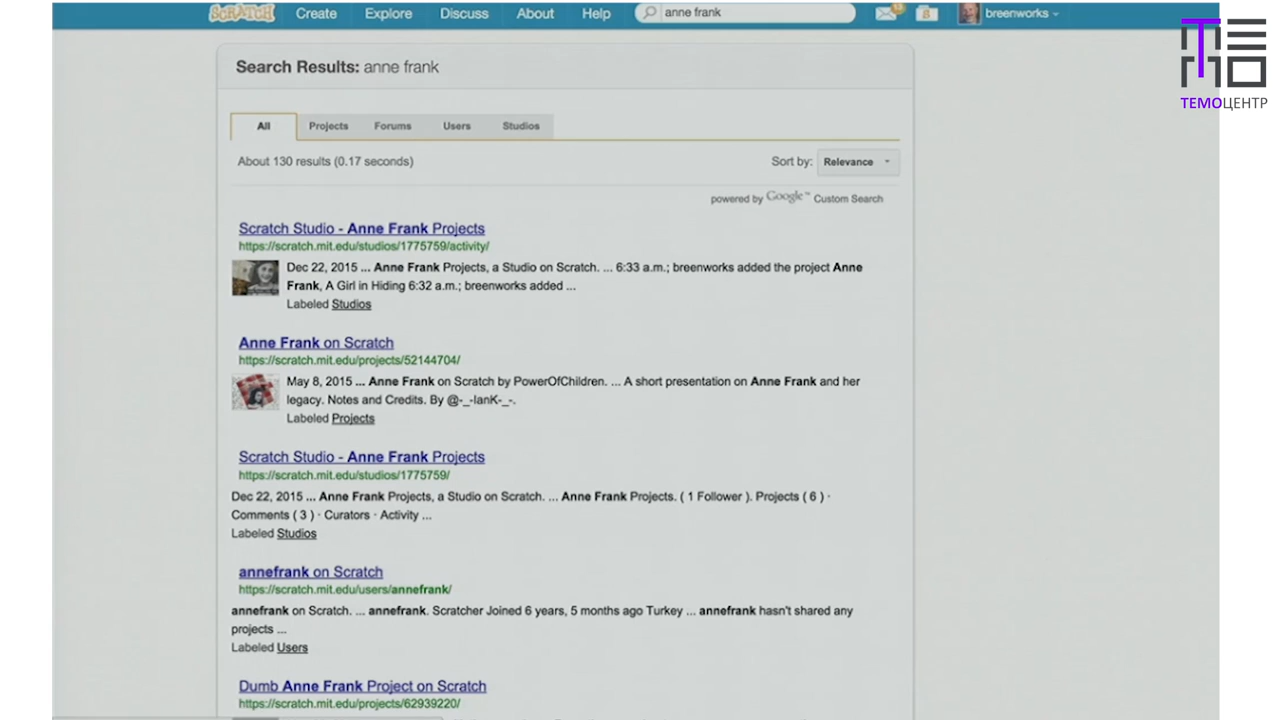 SCRATCH Create Explore Discuss About Help anne frank breenworks
ТЕМОЦЕНТР
Search Results: anne frank
All Projects Forums Users Studios
About 130 results (0.17 seconds) Sort by: Relevance
powered by Google™ Custom Search
Scratch Studio - Anne Frank Projects
https://scratch.mit.edu/studios/1775759/activity/
Dec 22, 2015 ... Anne Frank Projects, a Studio on Scratch. ... 6:33 a.m.; breenworks added the project Anne
Frank, A Girl in Hiding 6:32 a.m.; breenworks added ...
Labeled Studios
Anne Frank on Scratch
https://scratch.mit.edu/projects/52144704/
May 8, 2015 ... Anne Frank on Scratch by PowerOfChildren. ... A short presentation on Anne Frank and her
legacy. Notes and Credits. By @-_-IanK-_-.
Labeled Projects
Scratch Studio - Anne Frank Projects
https://scratch.mit.edu/studios/1775759/
Dec 22, 2015 ... Anne Frank Projects, a Studio on Scratch. ... Anne Frank Projects. ( 1 Follower ). Projects ( 6 ) ·
Comments ( 3 ) · Curators · Activity ...
Labeled Studios
annefrank on Scratch
https://scratch.mit.edu/users/annefrank/
annefrank on Scratch. ... annefrank. Scratcher Joined 6 years, 5 months ago Turkey ... annefrank hasn't shared any
projects ...
Labeled Users
Dumb Anne Frank Project on Scratch
https://scratch.mit.edu/projects/62939220/